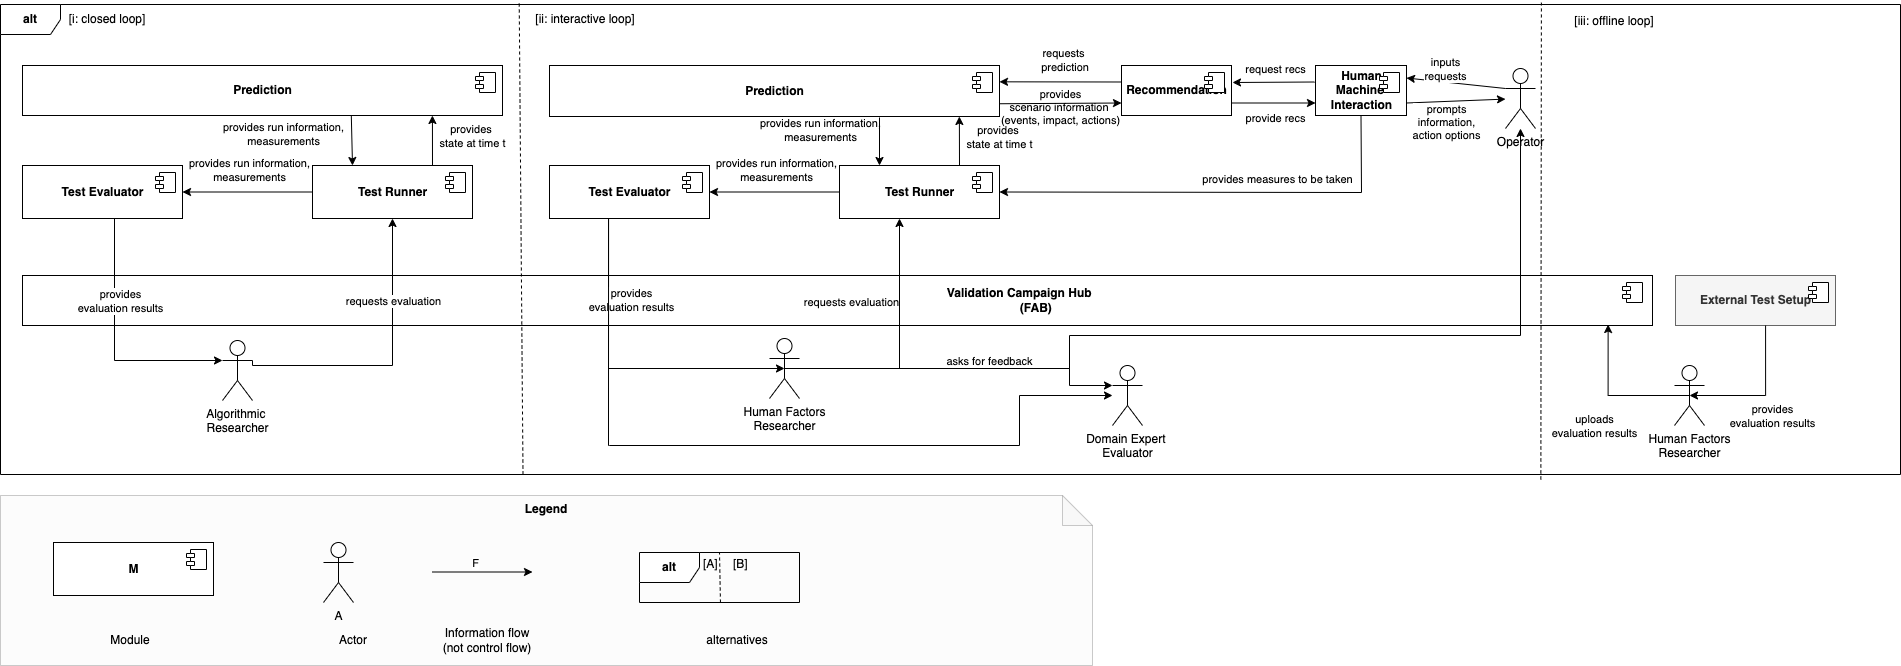 alt
[i: closed loop]
[ii: interactive loop]
[iii: offline loop]
Prediction
provides run information,
measurements
provides
state at time t
Test Evaluator
provides run information,
measurements
Test Runner
Prediction
requests
prediction
provides
scenario information
(events, impact, actions)
Recommendation
request recs
provide recs
Human
Machine
Interaction
inputs
requests
prompts
information,
action options
Operator
provides run information,
measurements
provides
state at time t
Test Evaluator
provides run information,
measurements
Test Runner
provides measures to be taken
provides
evaluation results
requests evaluation
provides
evaluation results
requests evaluation
Validation Campaign Hub
(FAB)
External Test Setup
Algorithmic
Researcher
Human Factors
Researcher
asks for feedback
Domain Expert
Evaluator
uploads
evaluation results
Human Factors
Researcher
provides
evaluation results
Legend
M
Module
A
Actor
F
Information flow
(not control flow)
alt
[A]
[B]
alternatives